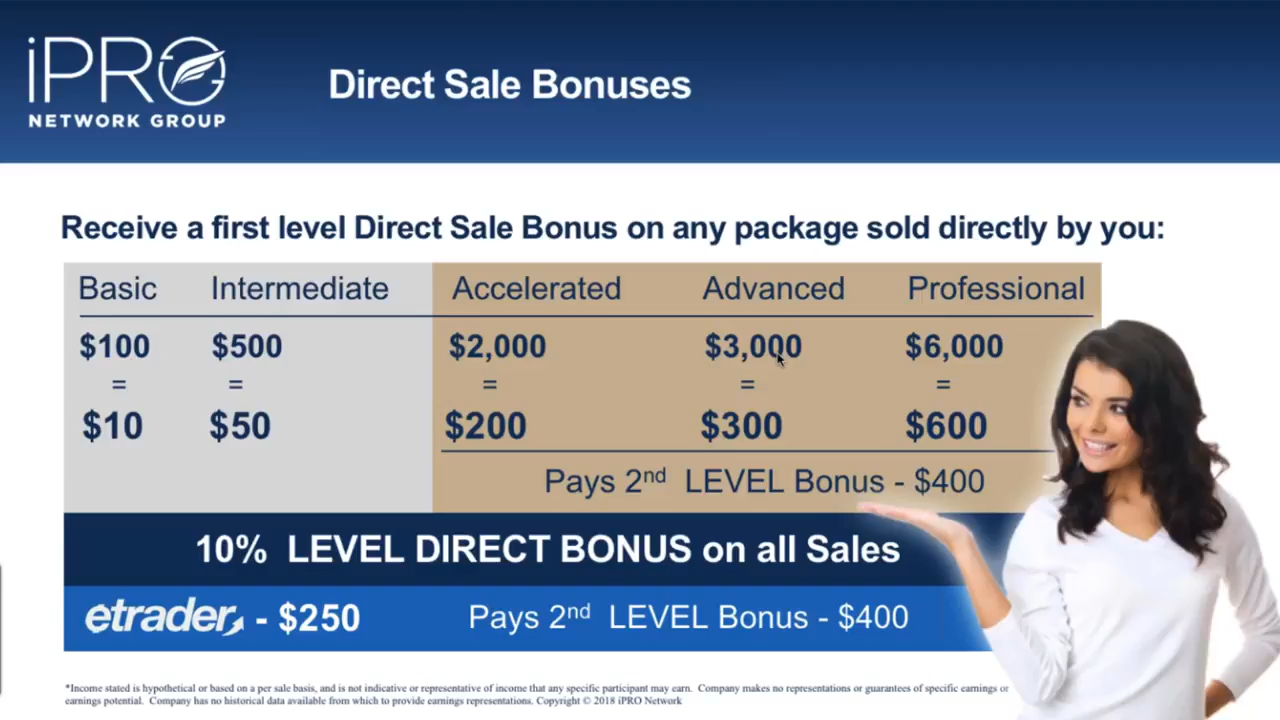 iPRO
NETWORK GROUP
Direct Sale Bonuses
Receive a first level Direct Sale Bonus on any package sold directly by you:
Basic Intermediate Accelerated Advanced Professional
$100 $500 $2,000 $3,000 $6,000
= = = = =
$10 $50 $200 $300 $600
Pays 2nd LEVEL Bonus - $400
10% LEVEL DIRECT BONUS on all Sales
etrader - $250 Pays 2nd LEVEL Bonus - $400
*Income stated is hypothetical or based on a per sale basis, and is not indicative or representative of income that any specific participant may earn. Company makes no representations or guarantees of specific earnings or
earnings potential. Company has no historical data available from which to provide earnings representations. Copyright © 2018 iPRO Network